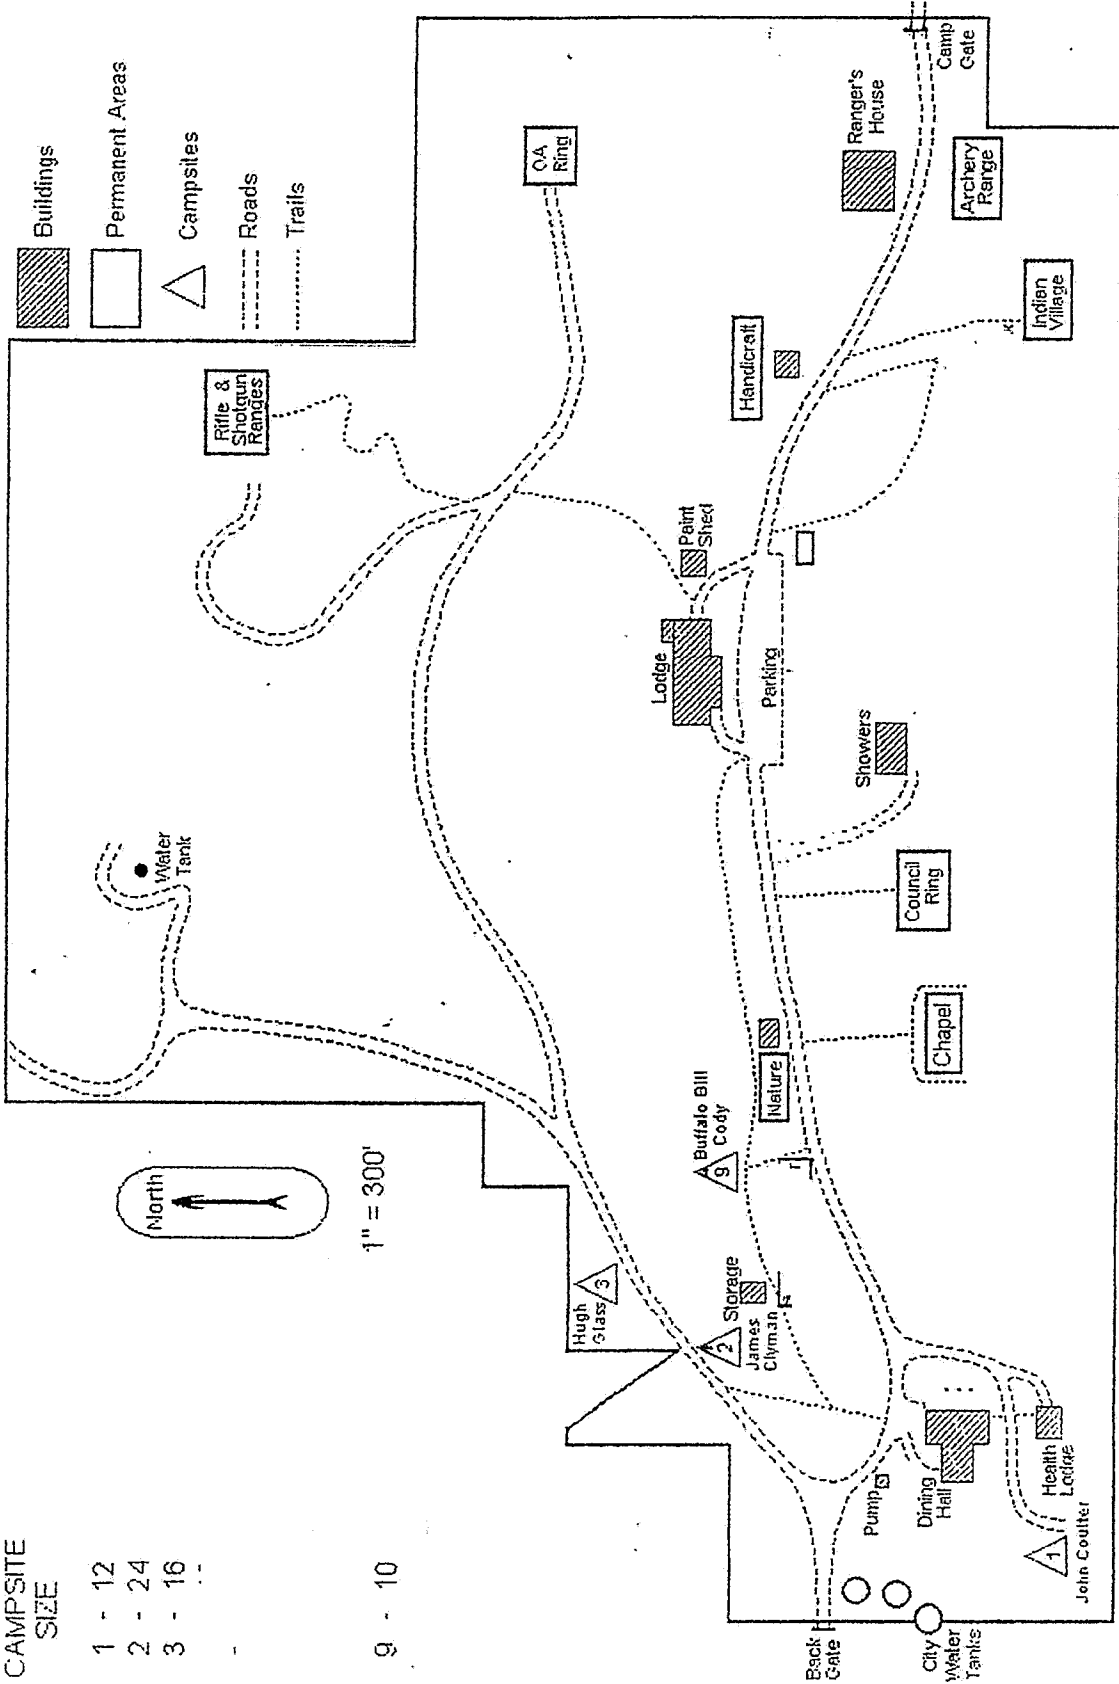 CAMPSITE
SIZE
1 - 12
2 - 24
3 - 16
-
9 - 10
North
1" = 300'
Buildings
Permanent Areas
Campsites
Roads
Trails
Water
Tank
Rifle &
Shotgun
Ranges
OA
Ring
Hugh
Glass
3
2
James
Clyman
Storage
9
Buffalo Bill
Cody
Nature
Lodge
Paint
Shed
Handicraft
Ranger's
House
Camp
Gate
Archery
Range
Indian
Village
Parking
Showers
Council
Ring
Chapel
Back
Gate
City
Water
Tanks
Pump
Dining
Hall
Health
Lodge
1
John Coulter